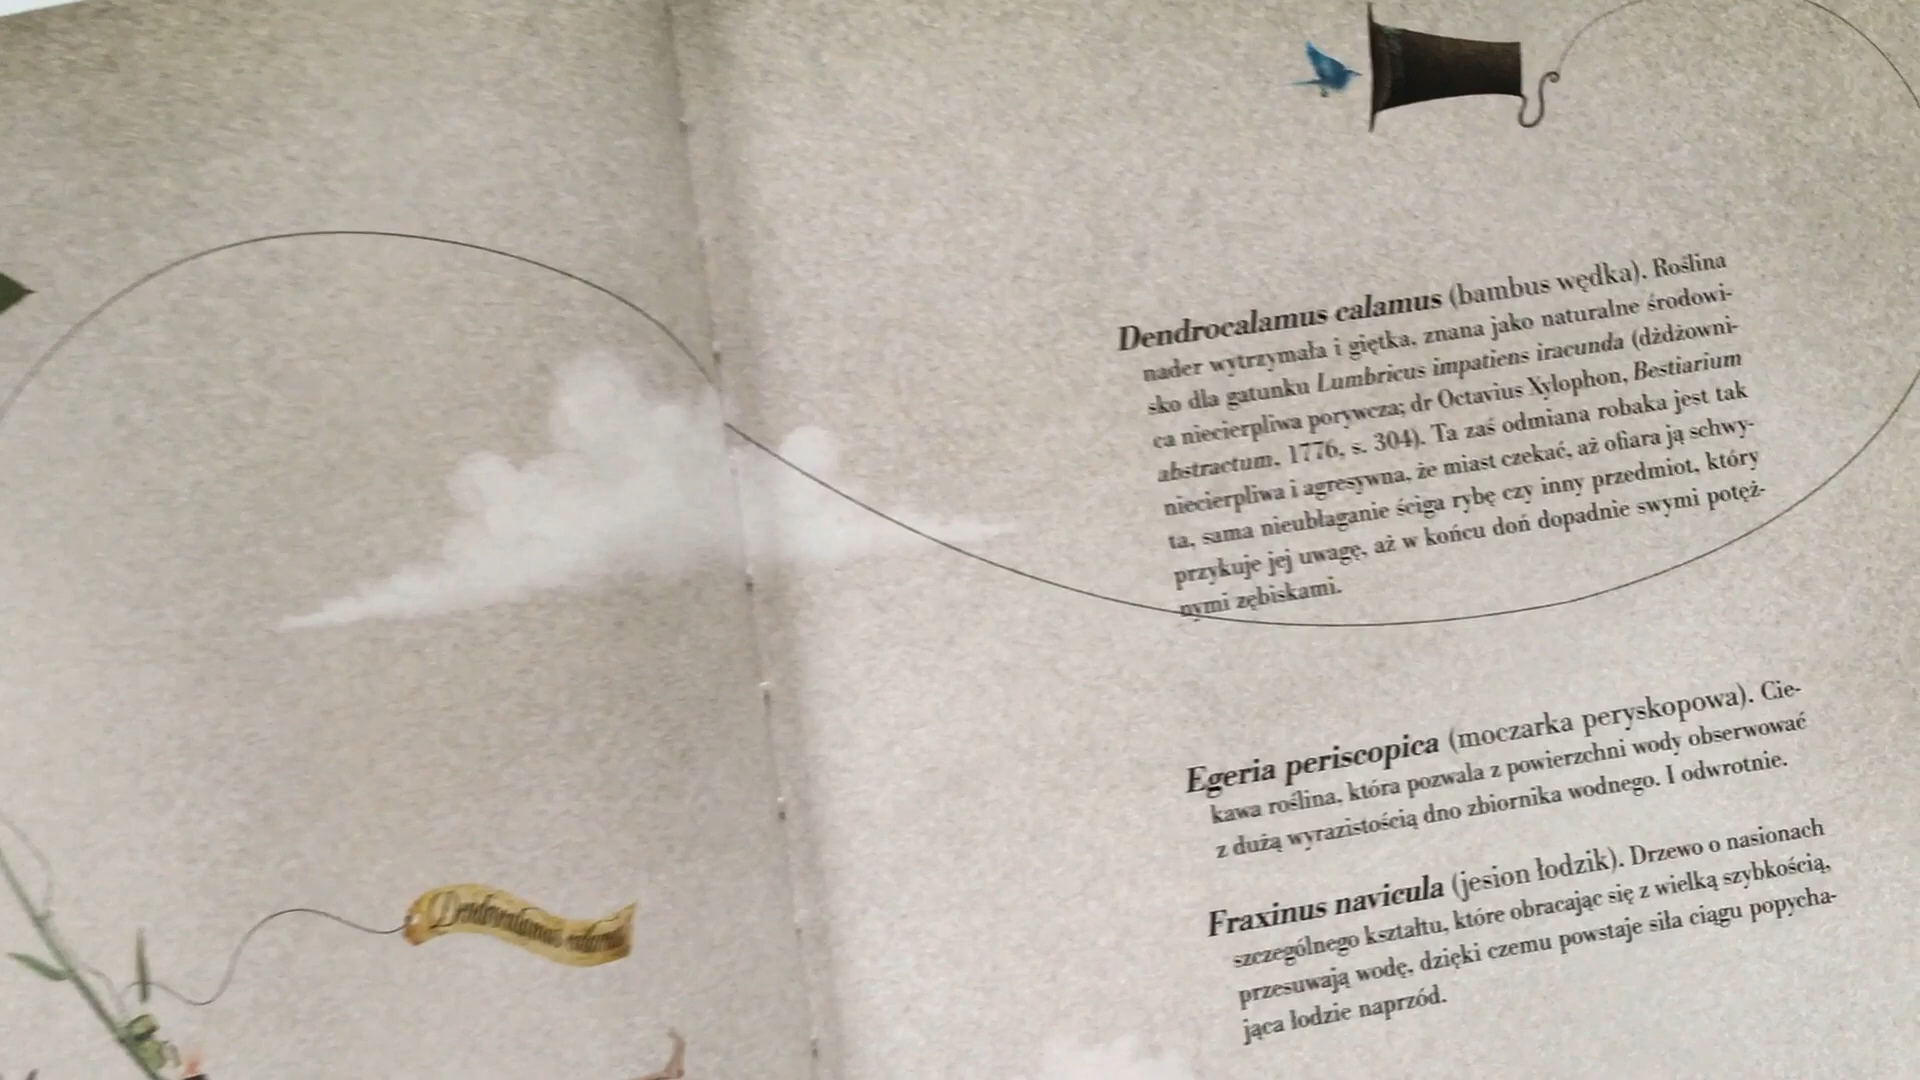 Dendrocalamus calamus (bambus wędka). Roślina
nader wytrzymała i giętka, znana jako naturalne środowi-
sko dla gatunku Lumbricus impatiens iracunda (dżdżowni-
ca niecierpliwa porywcza; dr Octavius Xylophon, Bestiarium
abstractum, 1776, s. 304). Ta zaś odmiana robaka jest tak
niecierpliwa i agresywna, że miast czekać, aż ofiara ją schwy-
ta, sama nieubłaganie ściga rybę czy inny przedmiot, który
przykuje jej uwagę, aż w końcu doń dopadnie swymi potęż-
nymi zębiskami.
Egeria periscopica (moczarka peryskopowa). Cie-
kawa roślina, która pozwala z powierzchni wody obserwować
z dużą wyrazistością dno zbiornika wodnego. I odwrotnie.
Fraxinus navicula (jesion łodzik). Drzewo o nasionach
szczególnego kształtu, które obracając się z wielką szybkością,
przesuwają wodę, dzięki czemu powstaje siła ciągu popycha-
jąca łodzie naprzód.
Dendrocalamus calamus